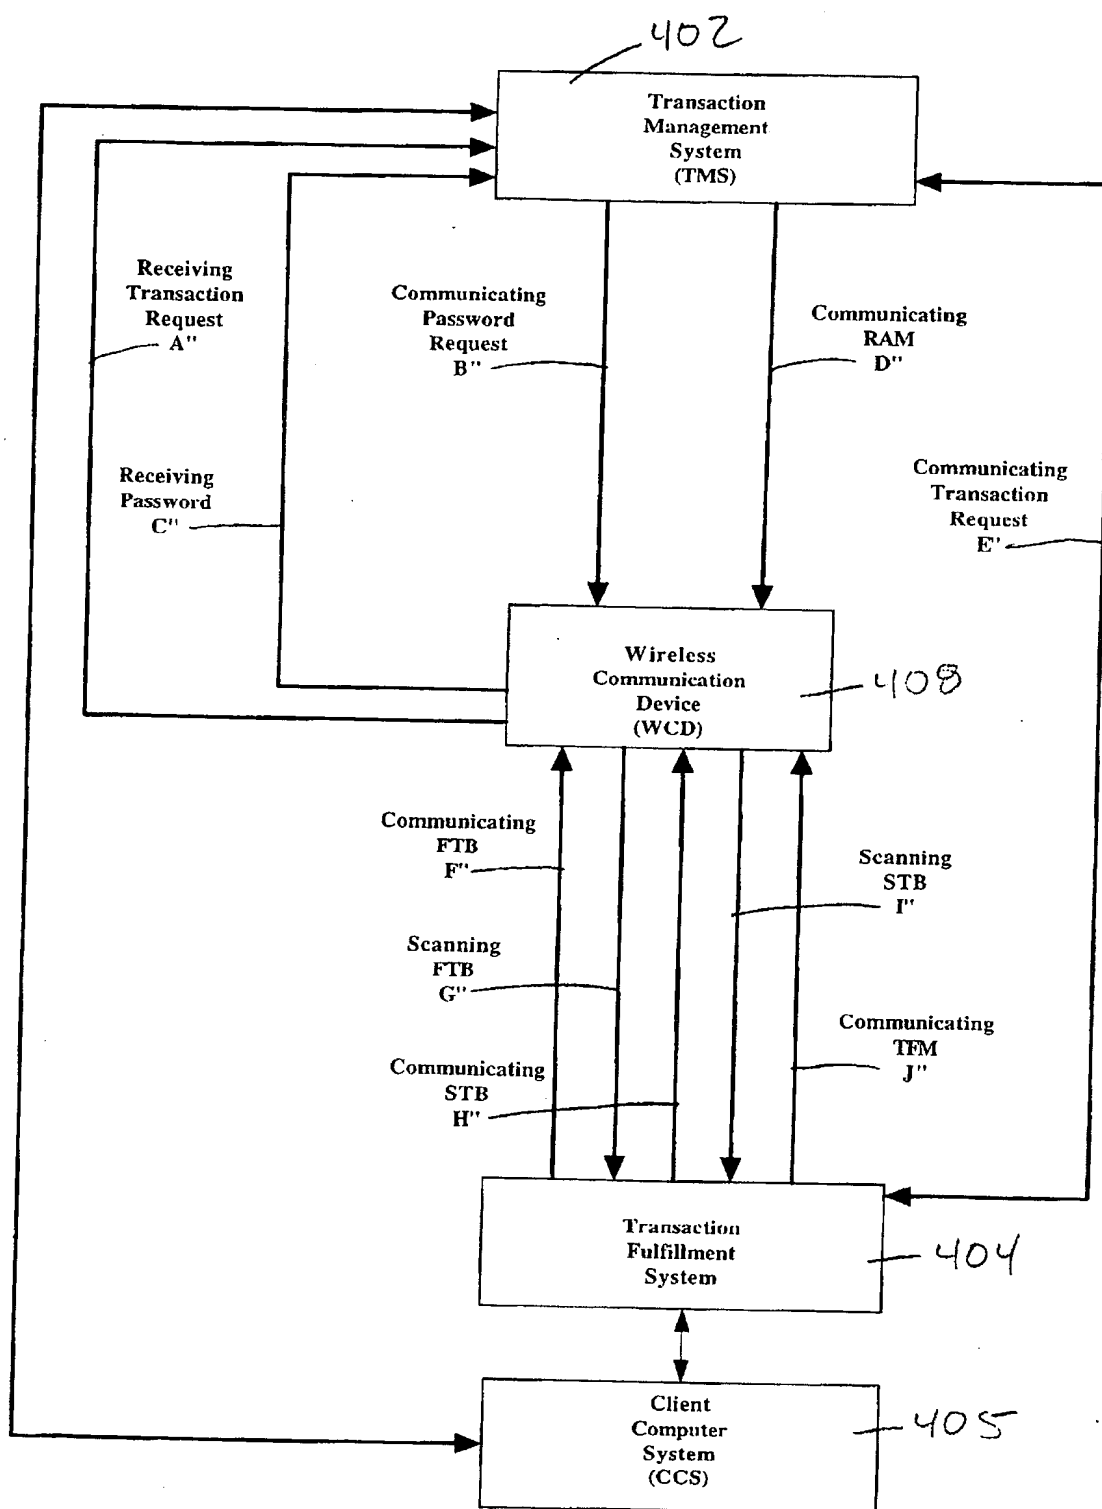 402
Transaction
Management
System
(TMS)
Receiving
Transaction
Request
A"
Communicating
Password
Request
B"
Communicating
RAM
D"
Receiving
Password
C"
Communicating
Transaction
Request
E"
Wireless
Communication
Device
(WCD)
408
Communicating
FTB
F"
Scanning
STB
I"
Scanning
FTB
G"
Communicating
TFM
J"
Communicating
STB
H"
Transaction
Fulfillment
System
404
Client
Computer
System
(CCS)
405